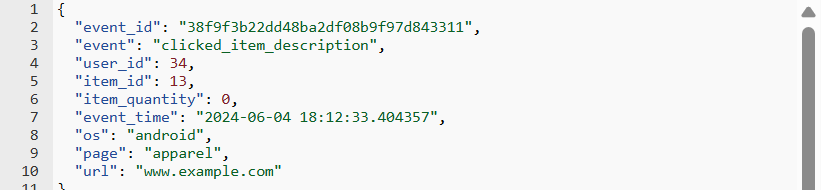 1 {
2 "event_id": "38f9f3b22dd48ba2df08b9f97d843311",
3 "event": "clicked_item_description",
4 "user_id": 34,
5 "item_id": 13,
6 "item_quantity": 0,
7 "event_time": "2024-06-04 18:12:33.404357",
8 "os": "android",
9 "page": "apparel",
10 "url": "www.example.com"
11 }